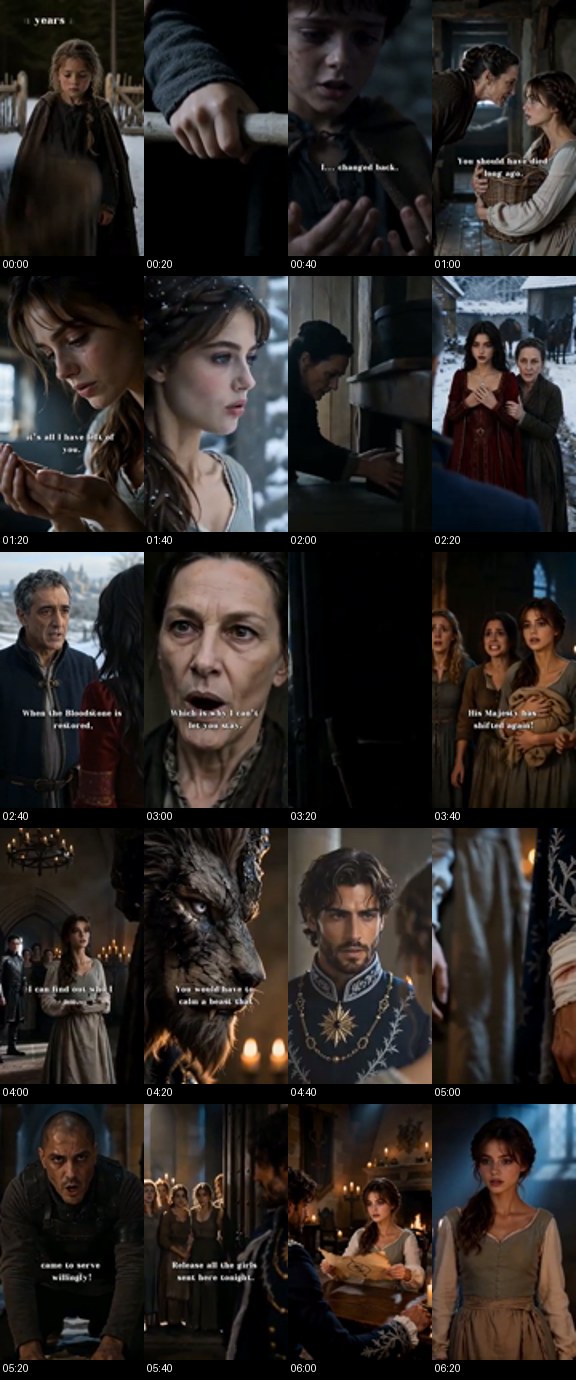 years
00:00
00:20
I... changed back.
00:40
You should have died
long ago.
01:00
it's all I have left of
you.
01:20
01:40
02:00
02:20
When the Bloodstone is
restored,
02:40
Which is why I can't
let you stay.
03:00
03:20
His Majesty has
shifted again!
03:40
I can find out who I
04:00
You would have to
calm a beast that
04:20
04:40
05:00
came to serve
willingly!
05:20
Release all the girls
sent here tonight.
05:40
06:00
06:20